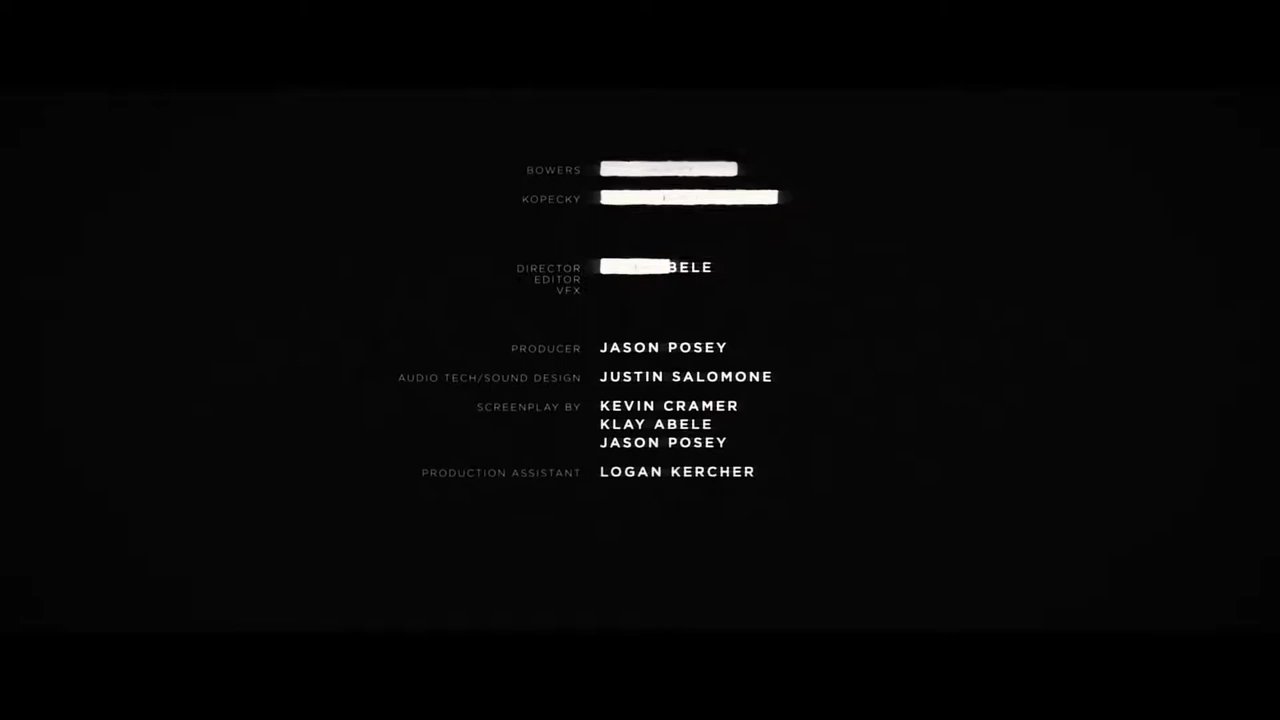 BOWERS
KOPECKY
DIRECTOR BELE
EDITOR
VFX
PRODUCER JASON POSEY
AUDIO TECH/SOUND DESIGN JUSTIN SALOMONE
SCREENPLAY BY KEVIN CRAMER
KLAY ABELE
JASON POSEY
PRODUCTION ASSISTANT LOGAN KERCHER